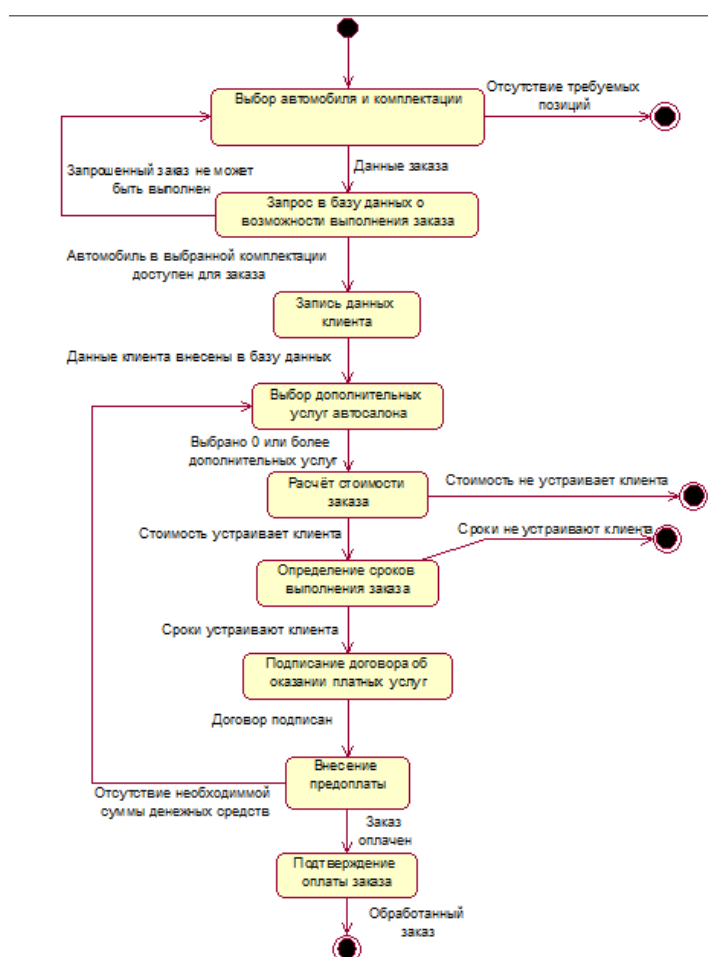 Выбор автомобиля и комплектации
Отсутствие требуемых
позиций
Данные заказа
Запрошенный заказ не может
быть выполнен
Запрос в базу данных о
возможности выполнения заказа
Автомобиль в выбранной комплектации
доступен для заказа
Запись данных
клиента
Данные клиента внесены в базу данных
Выбор дополнительных
услуг автосалона
Выбрано 0 или более
дополнительных услуг
Расчёт стоимости
заказа
Стоимость не устраивает клиента
Стоимость устраивает клиента
Сроки не устраивают клиента
Определение сроков
выполнения заказа
Сроки устраивают клиента
Подписание договора об
оказании платных услуг
Договор подписан
Внесение
предоплаты
Отсутствие необходиммой
суммы денежных средств
Заказ
оплачен
Подтверждение
оплаты заказа
Обработанный
заказ